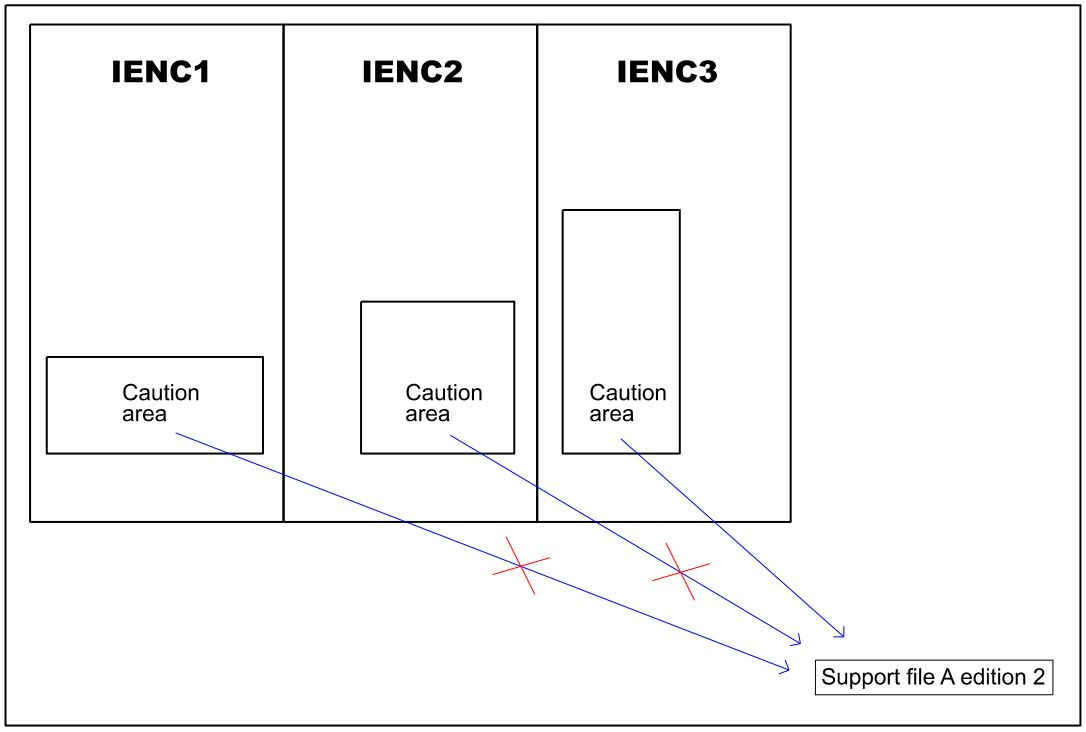 IENC1
IENC2
IENC3
Caution
area
Caution
area
Caution
area
Support file A edition 2